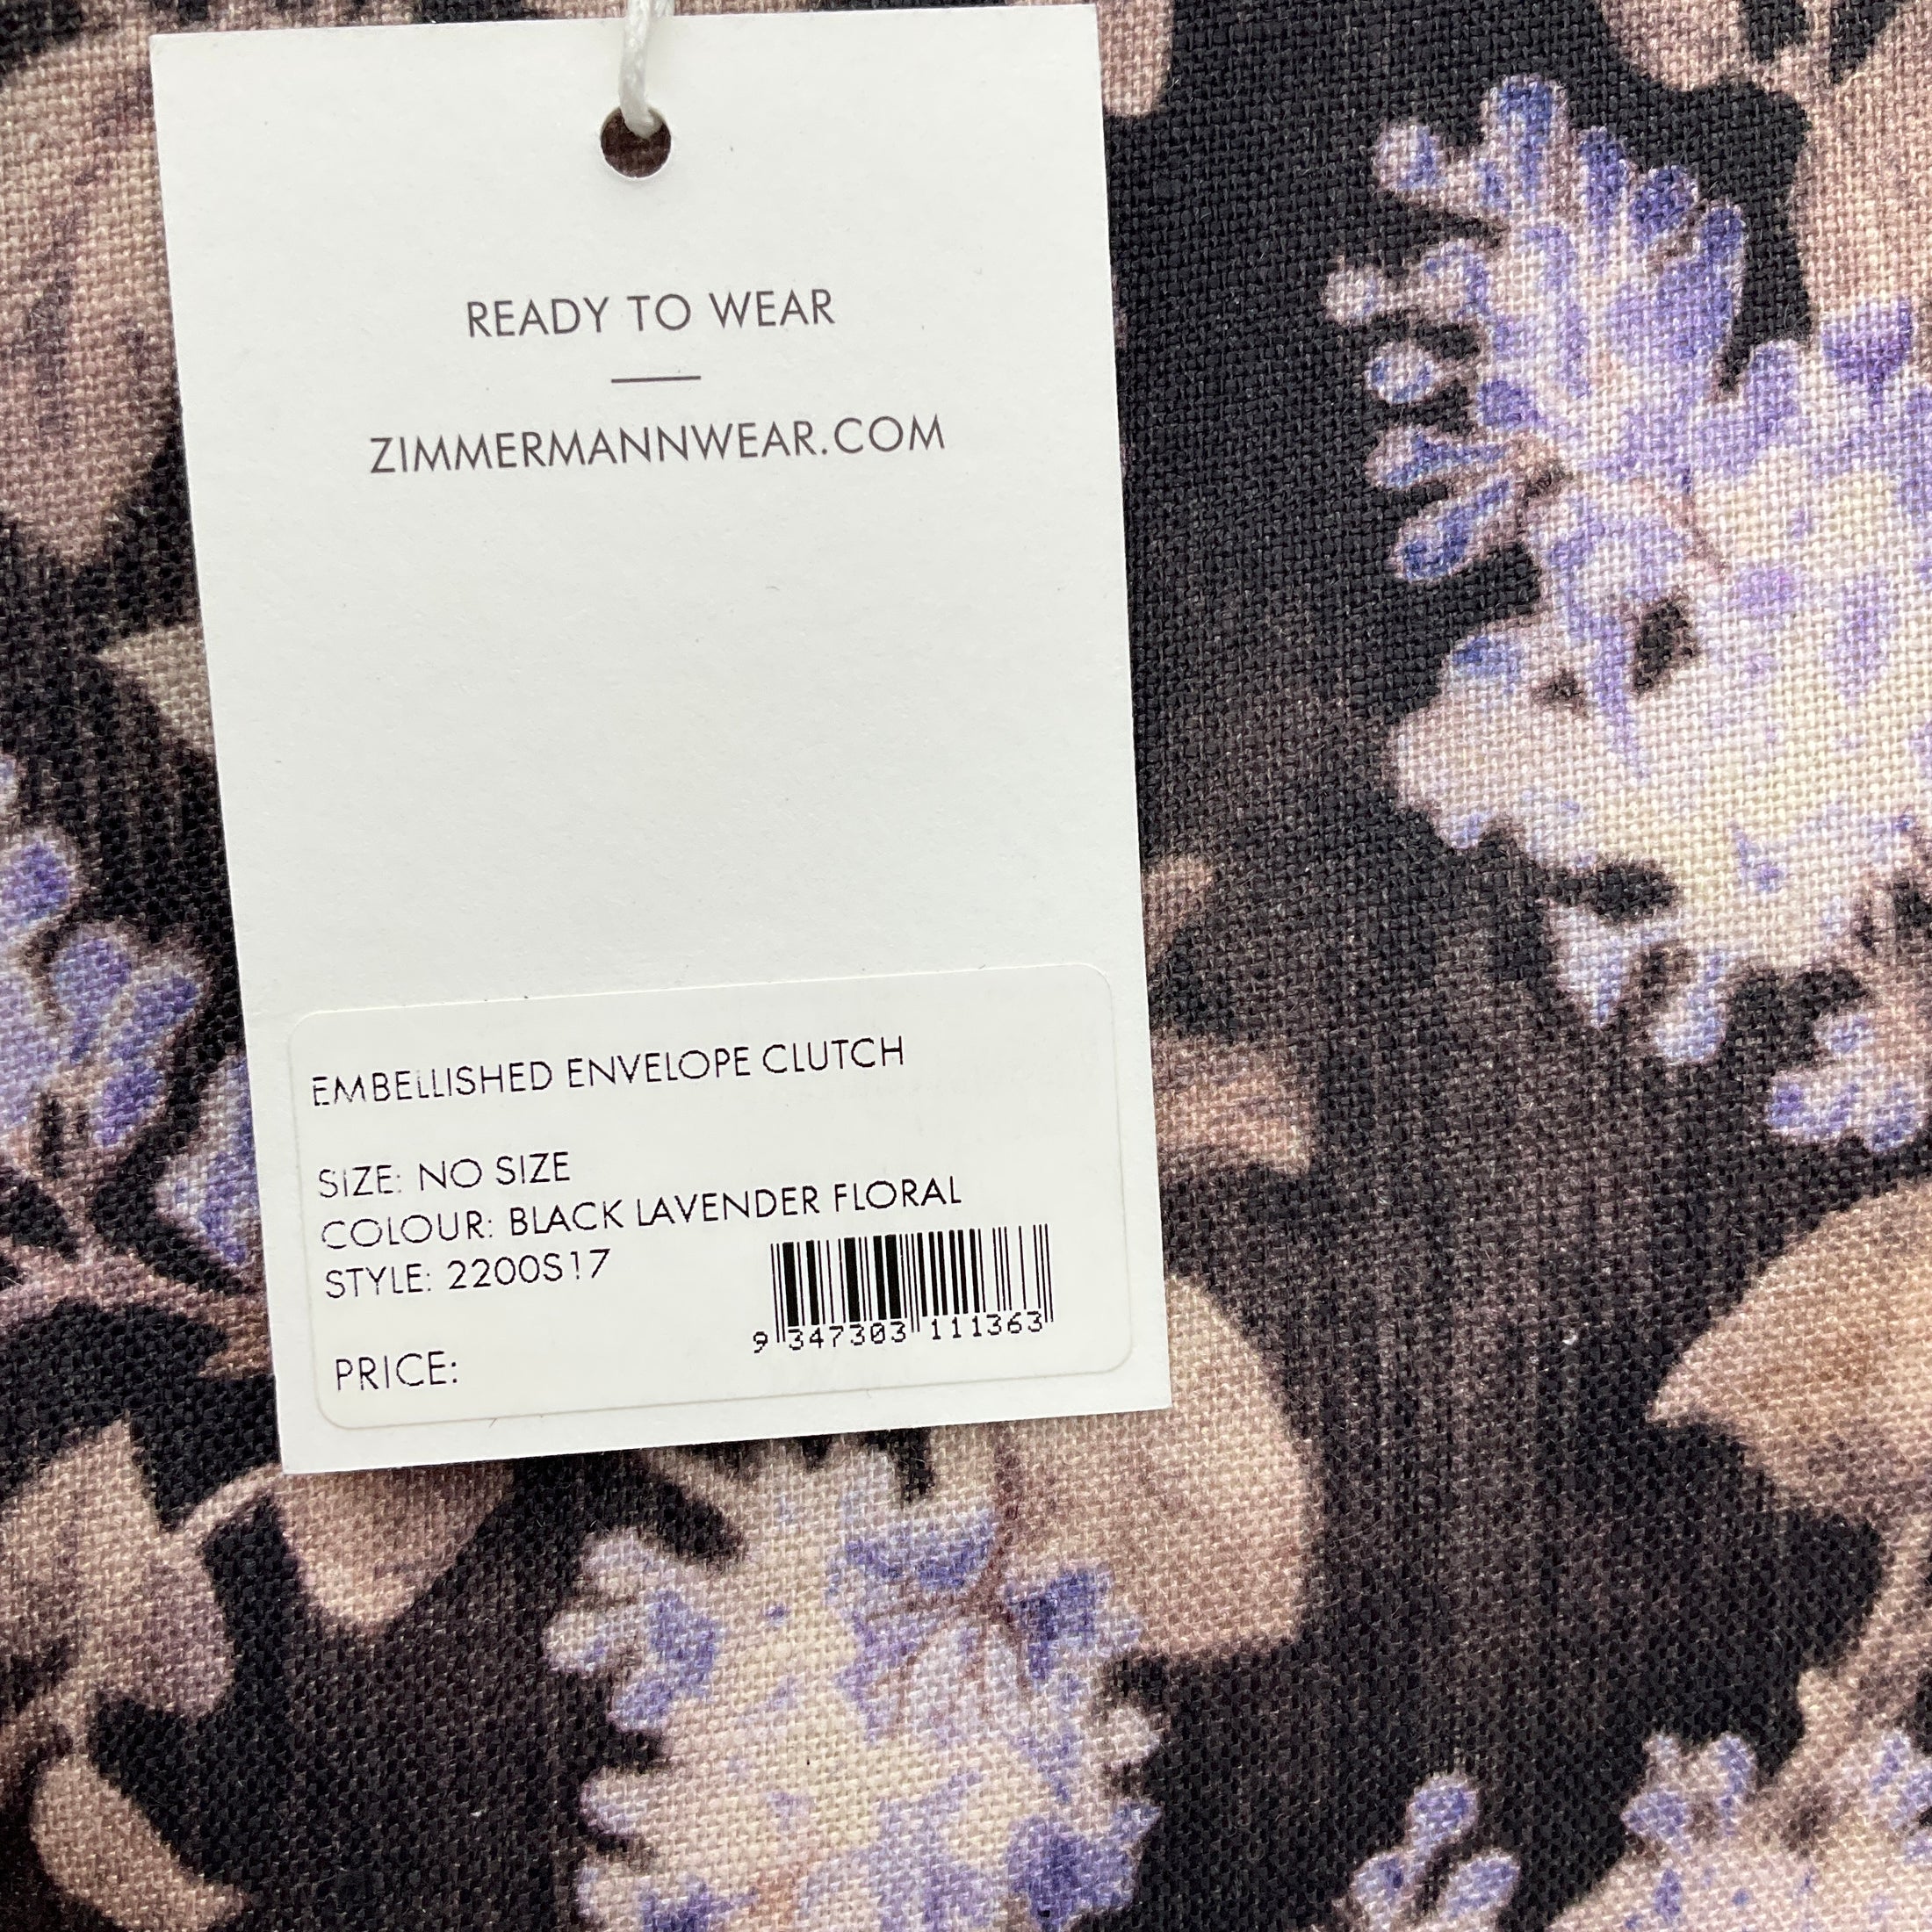 READY TO WEAR
ZIMMERMANNWEAR.COM
EMBELLISHED ENVELOPE CLUTCH
SIZE: NO SIZE
COLOUR: BLACK LAVENDER FLORAL
STYLE: 2200S17
9 347303 111363
PRICE: